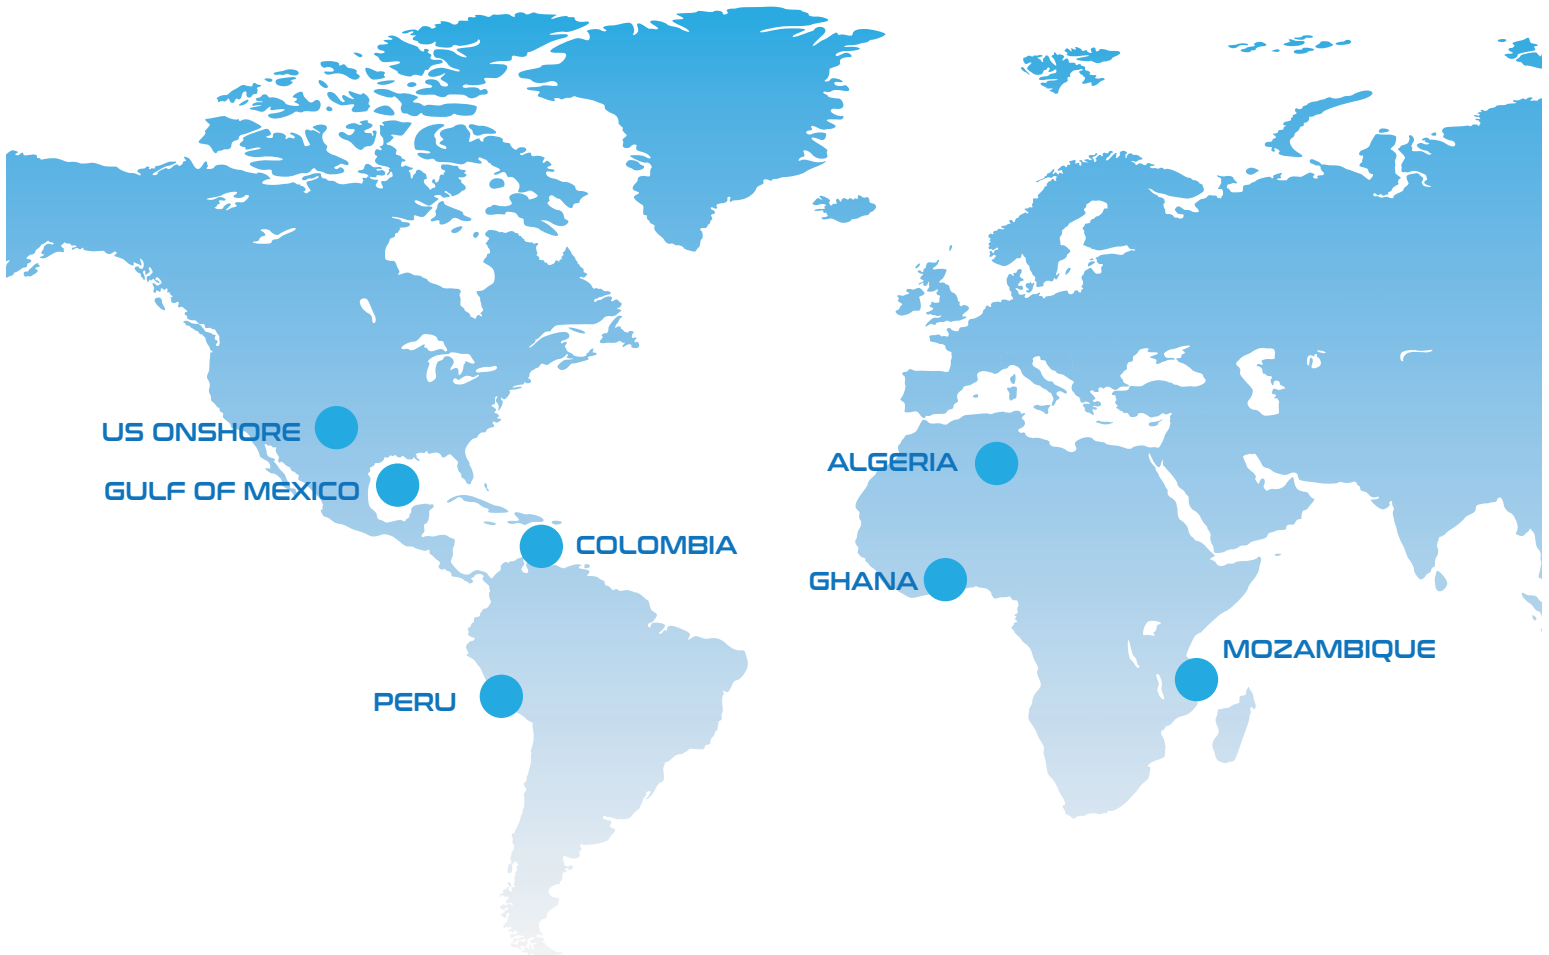 US ONSHORE
ALGERIA
GULF OF MEXICO
COLOMBIA
GHANA
MOZAMBIQUE
PERU